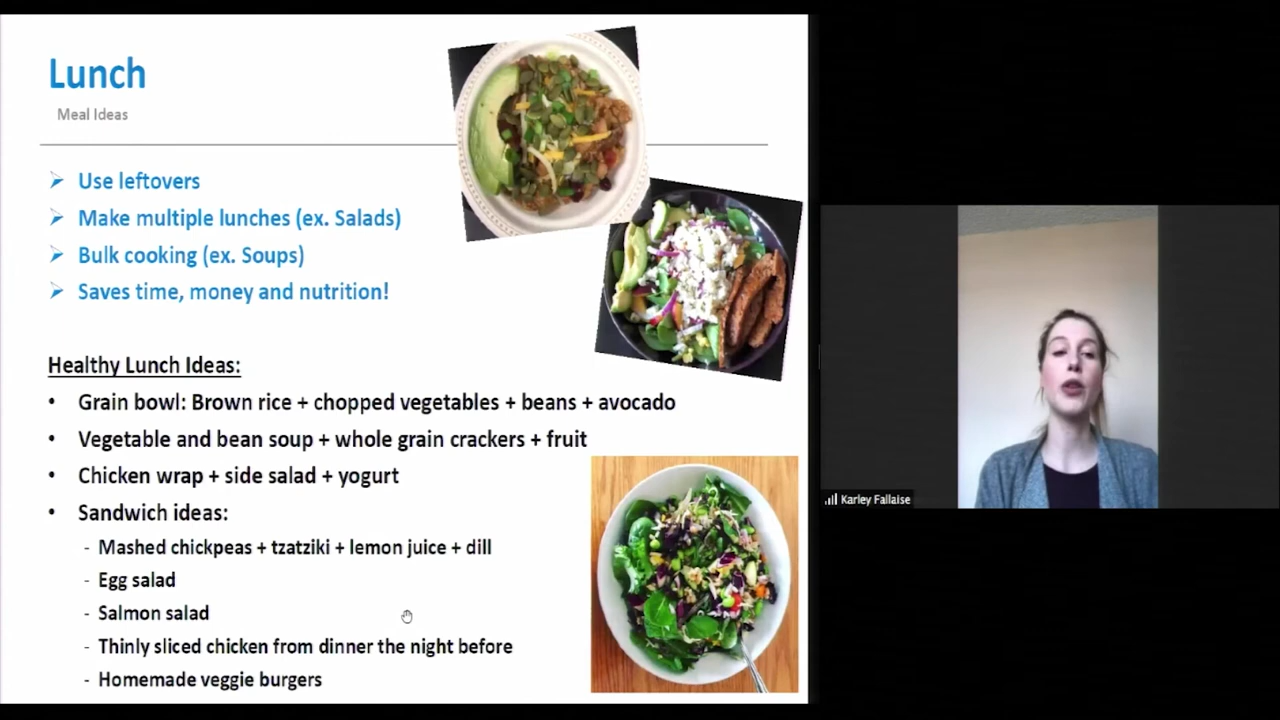 Lunch
Meal Ideas
➢ Use leftovers
➢ Make multiple lunches (ex. Salads)
➢ Bulk cooking (ex. Soups)
➢ Saves time, money and nutrition!
Healthy Lunch Ideas:
• Grain bowl: Brown rice + chopped vegetables + beans + avocado
• Vegetable and bean soup + whole grain crackers + fruit
• Chicken wrap + side salad + yogurt
• Sandwich ideas:
- Mashed chickpeas + tzatziki + lemon juice + dill
- Egg salad
- Salmon salad
- Thinly sliced chicken from dinner the night before
- Homemade veggie burgers
Karley Fallaise